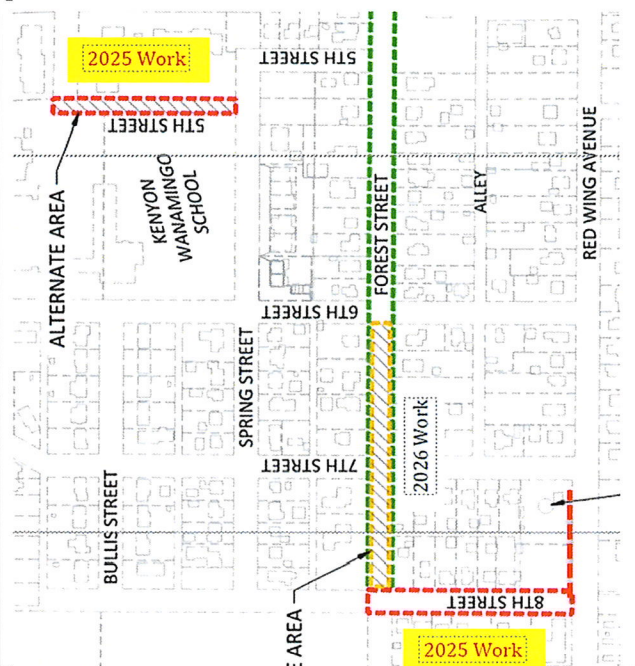 2025 Work
5TH STREET
5TH STREET
ALTERNATE AREA
KENYON
WANAMINGO
SCHOOL
FOREST STREET
ALLEY
RED WING AVENUE
6TH STREET
SPRING STREET
7TH STREET
2026 Work
BULLIS STREET
8TH STREET
AREA
2025 Work